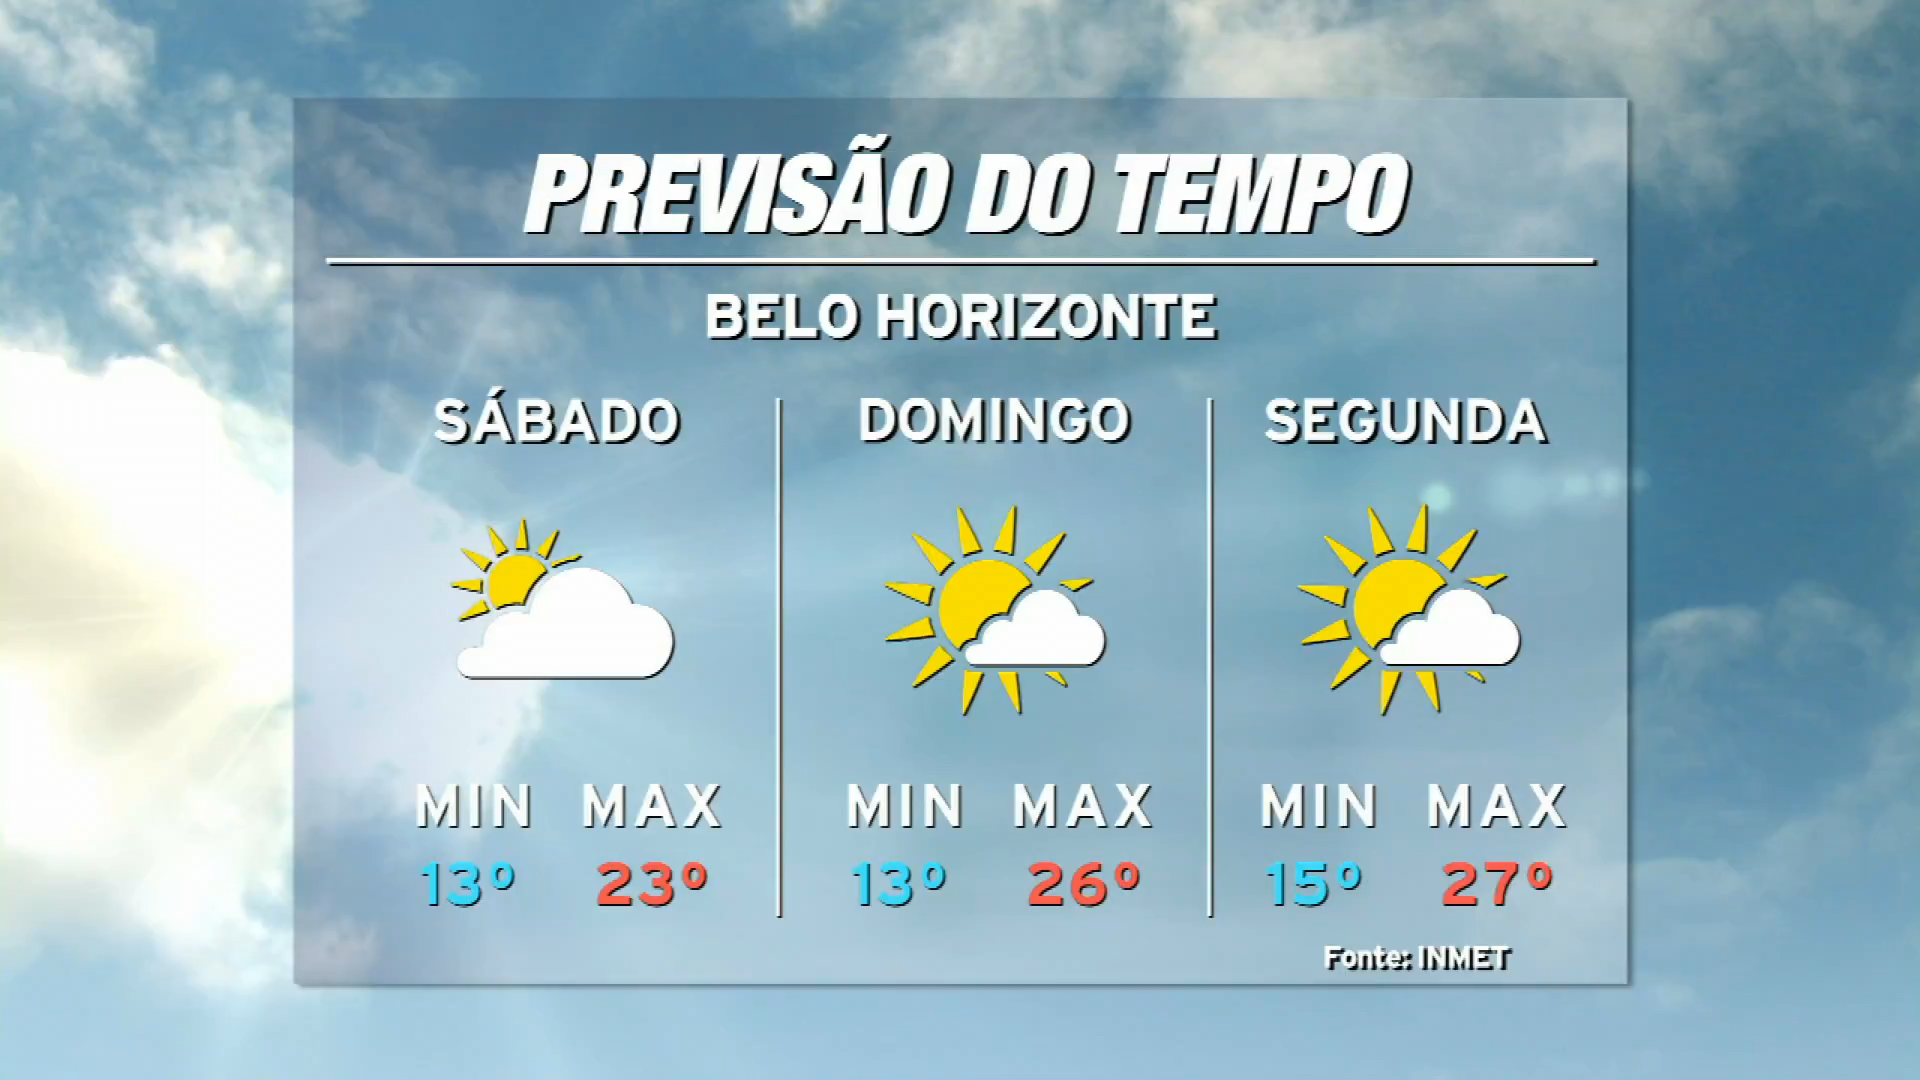 PREVISÃO DO TEMPO
BELO HORIZONTE
SÁBADO
MIN MAX
13º 23º
DOMINGO
MIN MAX
13º 26º
SEGUNDA
MIN MAX
15º 27º
Fonte: INMET